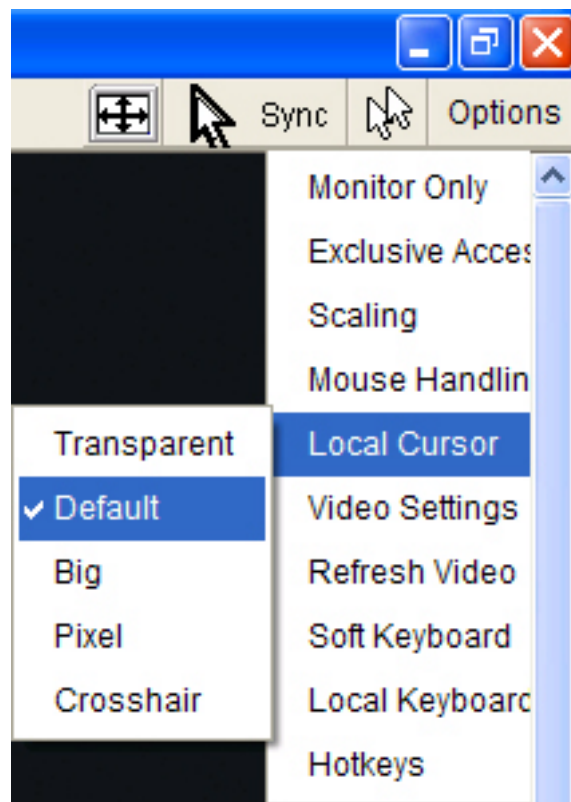 Sync Options
Monitor Only
Exclusive Acces
Scaling
Mouse Handlin
Local Cursor
Video Settings
Refresh Video
Soft Keyboard
Local Keyboard
Hotkeys
Transparent
Default
Big
Pixel
Crosshair